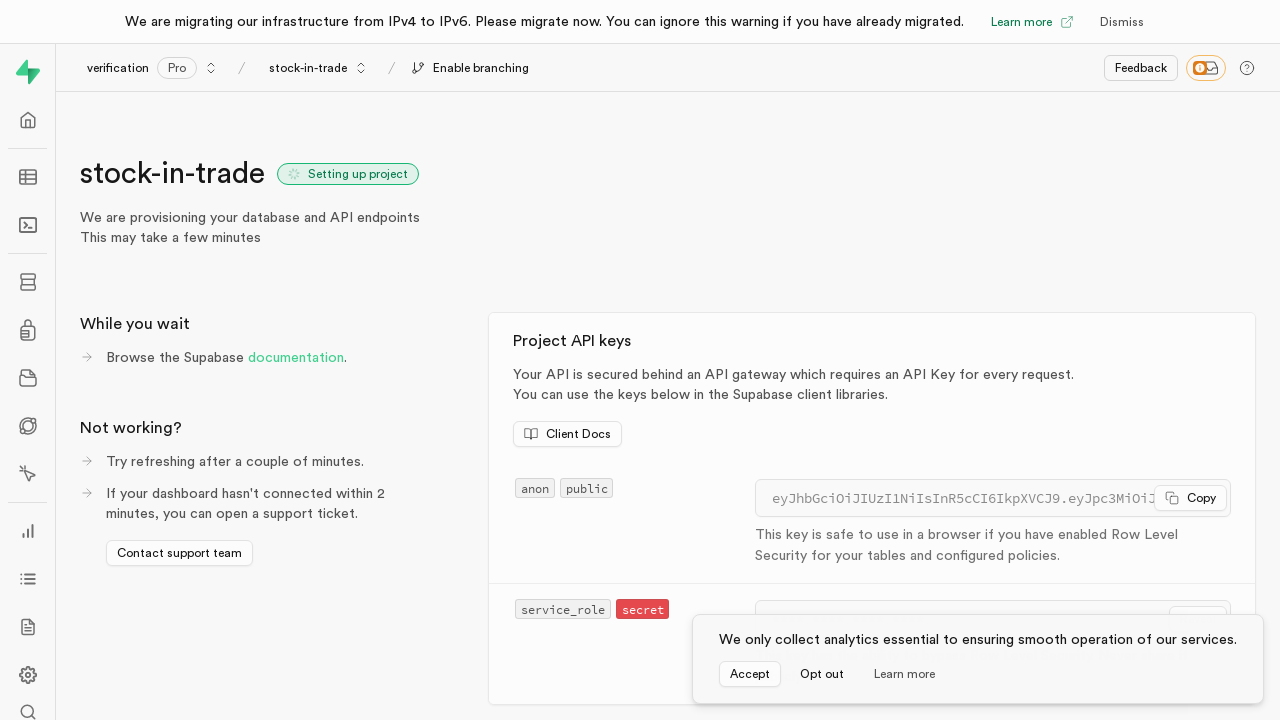 We are migrating our infrastructure from IPv4 to IPv6. Please migrate now. You can ignore this warning if you have already migrated. Learn more Dismiss
verification Pro / stock-in-trade / Enable branching Feedback
stock-in-trade Setting up project
We are provisioning your database and API endpoints
This may take a few minutes
While you wait
Browse the Supabase documentation.
Not working?
Try refreshing after a couple of minutes.
If your dashboard hasn't connected within 2
minutes, you can open a support ticket.
Contact support team
Project API keys
Your API is secured behind an API gateway which requires an API Key for every request.
You can use the keys below in the Supabase client libraries.
Client Docs
anon public
eyJhbGciOiJIUzI1NiIsInR5cCI6IkpXVCJ9.eyJpc3MiOiJ Copy
This key is safe to use in a browser if you have enabled Row Level
Security for your tables and configured policies.
service_role secret
We only collect analytics essential to ensuring smooth operation of our services.
Accept Opt out Learn more